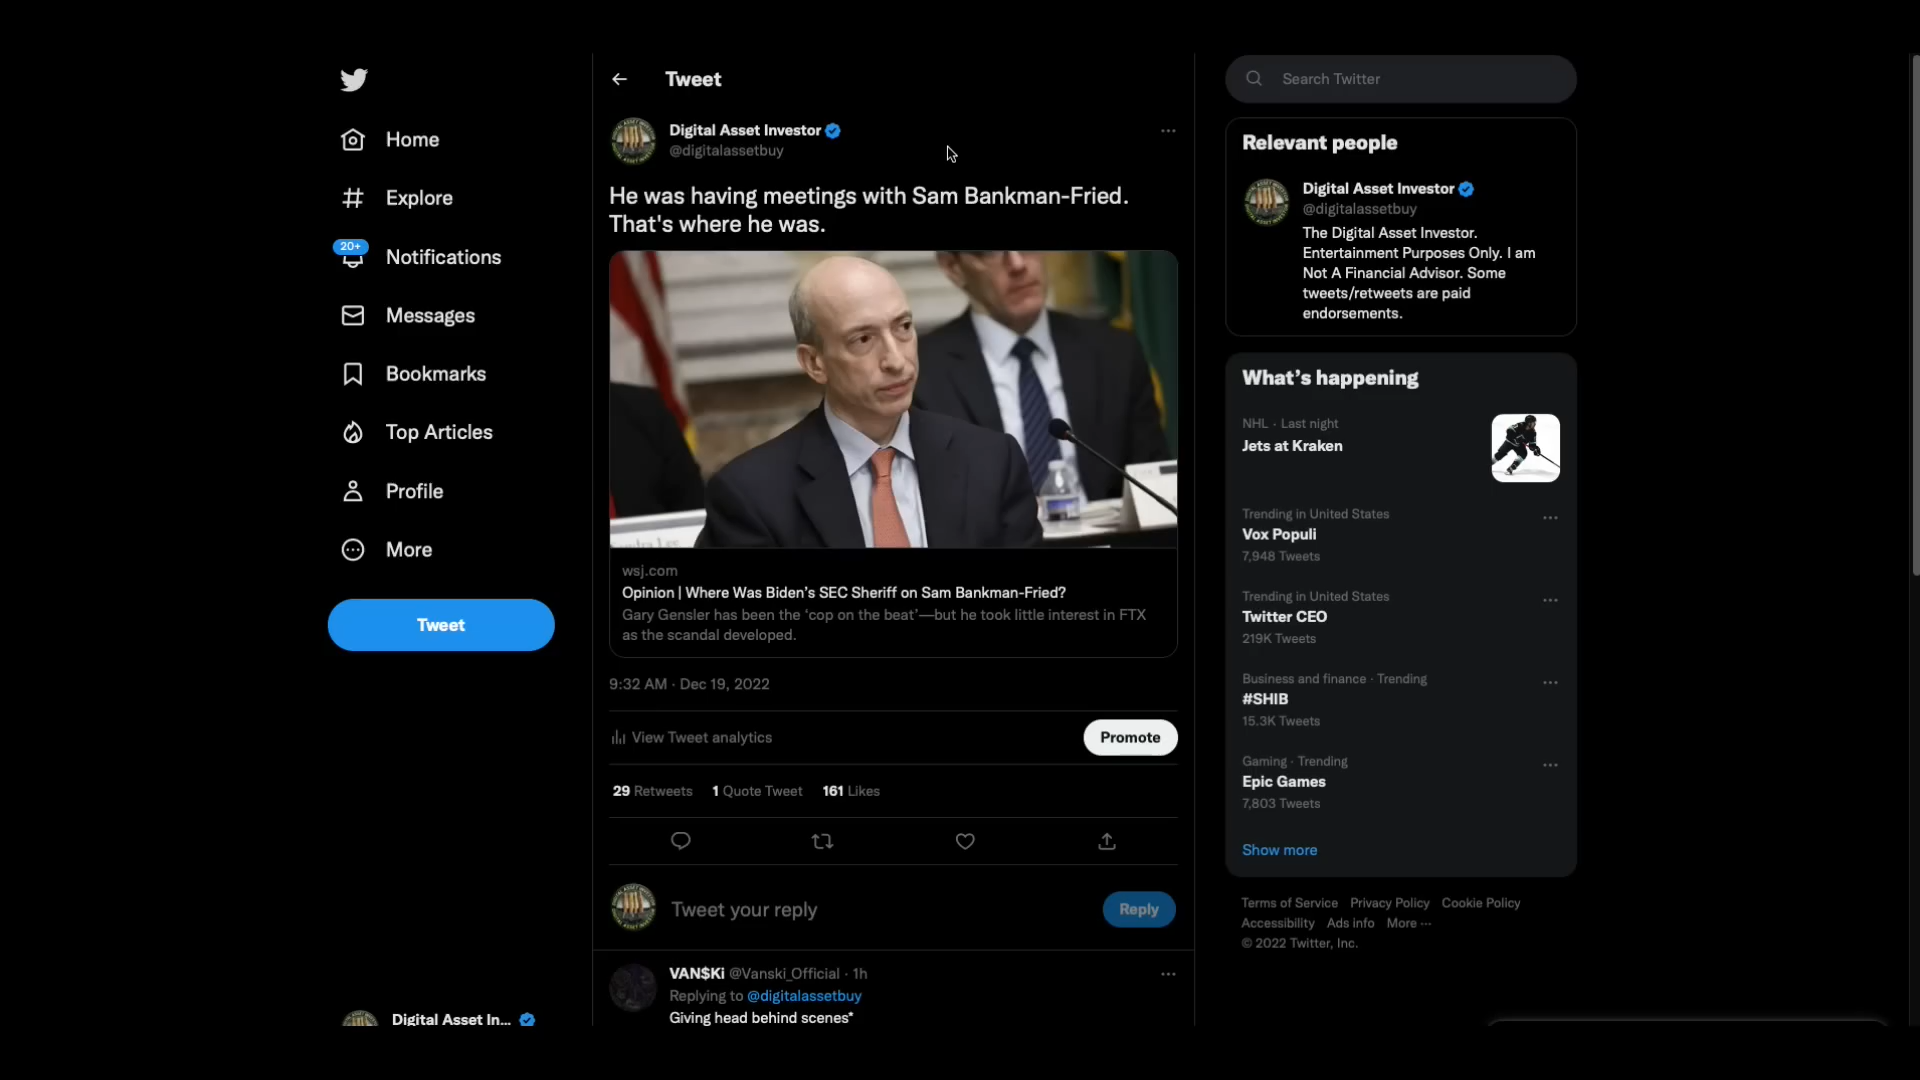 Home
Explore
20+
Notifications
Messages
Bookmarks
Top Articles
Profile
More
Tweet
Digital Asset In...
Tweet
Digital Asset Investor
@digitalassetbuy
He was having meetings with Sam Bankman-Fried.
That's where he was.
wsj.com
Opinion | Where Was Biden's SEC Sheriff on Sam Bankman-Fried?
Gary Gensler has been the 'cop on the beat'—but he took little interest in FTX
as the scandal developed.
9:32 AM · Dec 19, 2022
View Tweet analytics
Promote
29 Retweets 1 Quote Tweet 161 Likes
Tweet your reply
Reply
VAN$Ki @Vanski_Official · 1h
Replying to @digitalassetbuy
Giving head behind scenes*
Search Twitter
Relevant people
Digital Asset Investor
@digitalassetbuy
The Digital Asset Investor.
Entertainment Purposes Only. I am
Not A Financial Advisor. Some
tweets/retweets are paid
endorsements.
What's happening
NHL · Last night
Jets at Kraken
Trending in United States
Vox Populi
7,948 Tweets
Trending in United States
Twitter CEO
219K Tweets
Business and finance · Trending
#SHIB
15.3K Tweets
Gaming · Trending
Epic Games
7,803 Tweets
Show more
Terms of Service Privacy Policy Cookie Policy
Accessibility Ads info More ···
© 2022 Twitter, Inc.